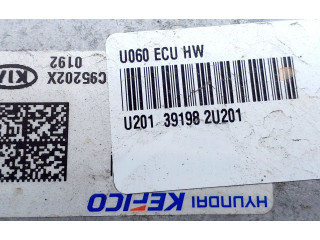 U060 ECU HW
U201 39198 2U201
C95202X
0192
KIA
HYUNDAI
KEFICO